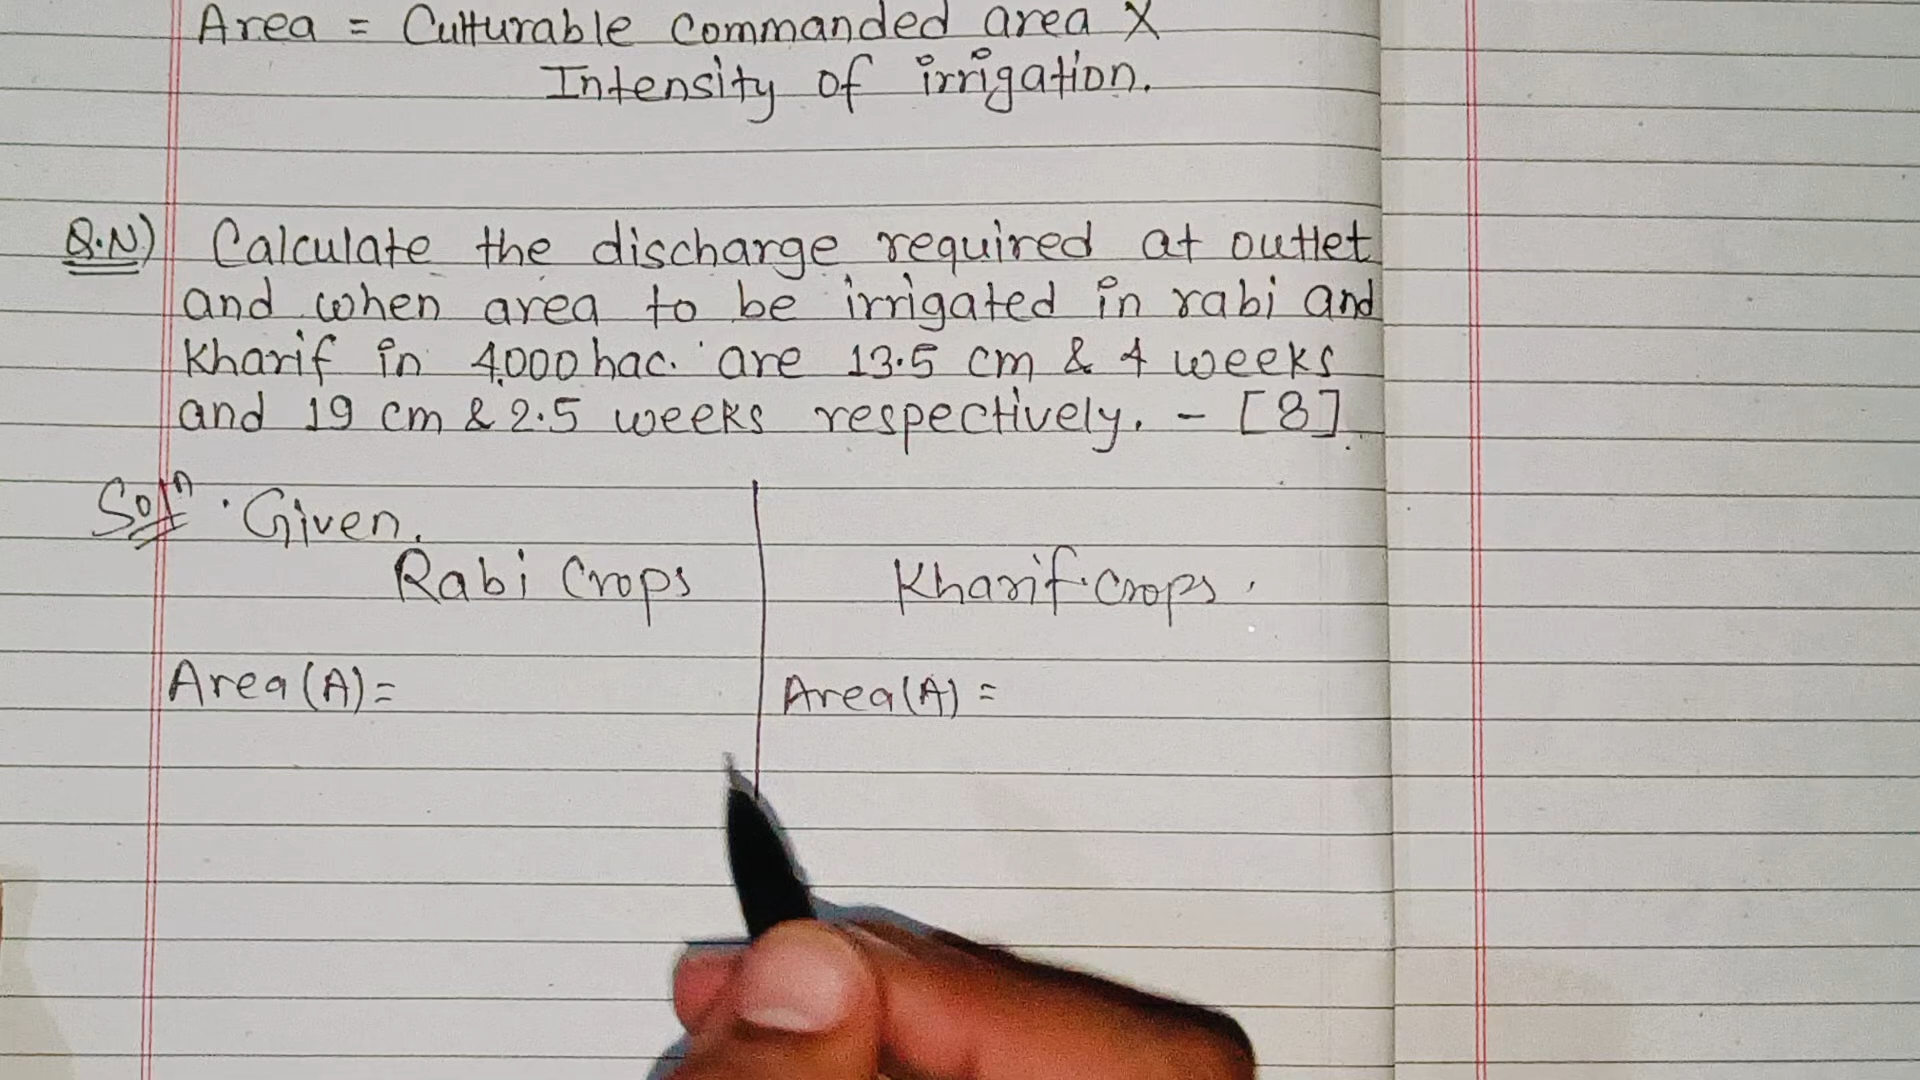 Area = Culturable commanded area X
Intensity of irrigation.
Q.N) Calculate the discharge required at outlet
and when area to be irrigated in rabi and
Kharif in 4000 hac. are 13.5 cm & 4 weeks
and 19 cm & 2.5 weeks respectively. - [8]
Solⁿ. Given.
Rabi Crops
Kharif Crops.
Area (A) =
Area (A) =